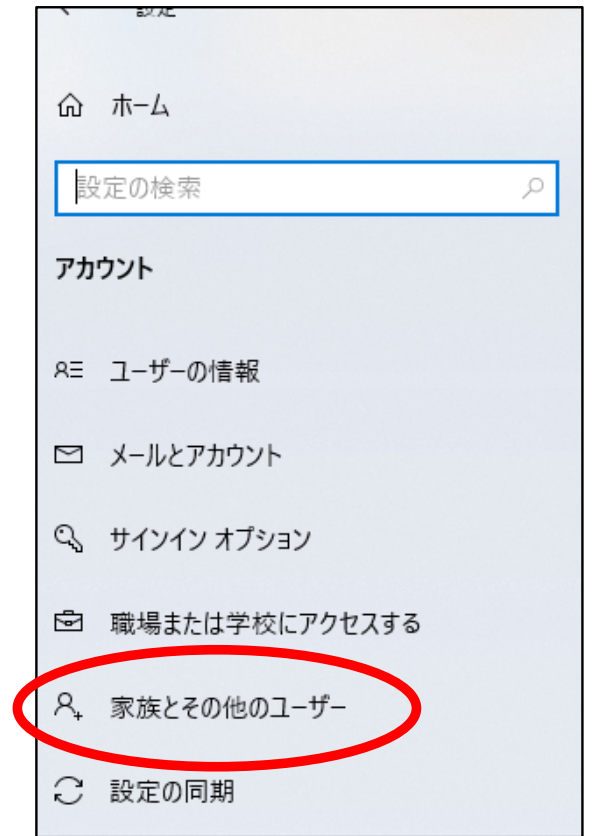 設定
ホーム
設定の検索
アカウント
ユーザーの情報
メールとアカウント
サインイン オプション
職場または学校にアクセスする
家族とその他のユーザー
設定の同期